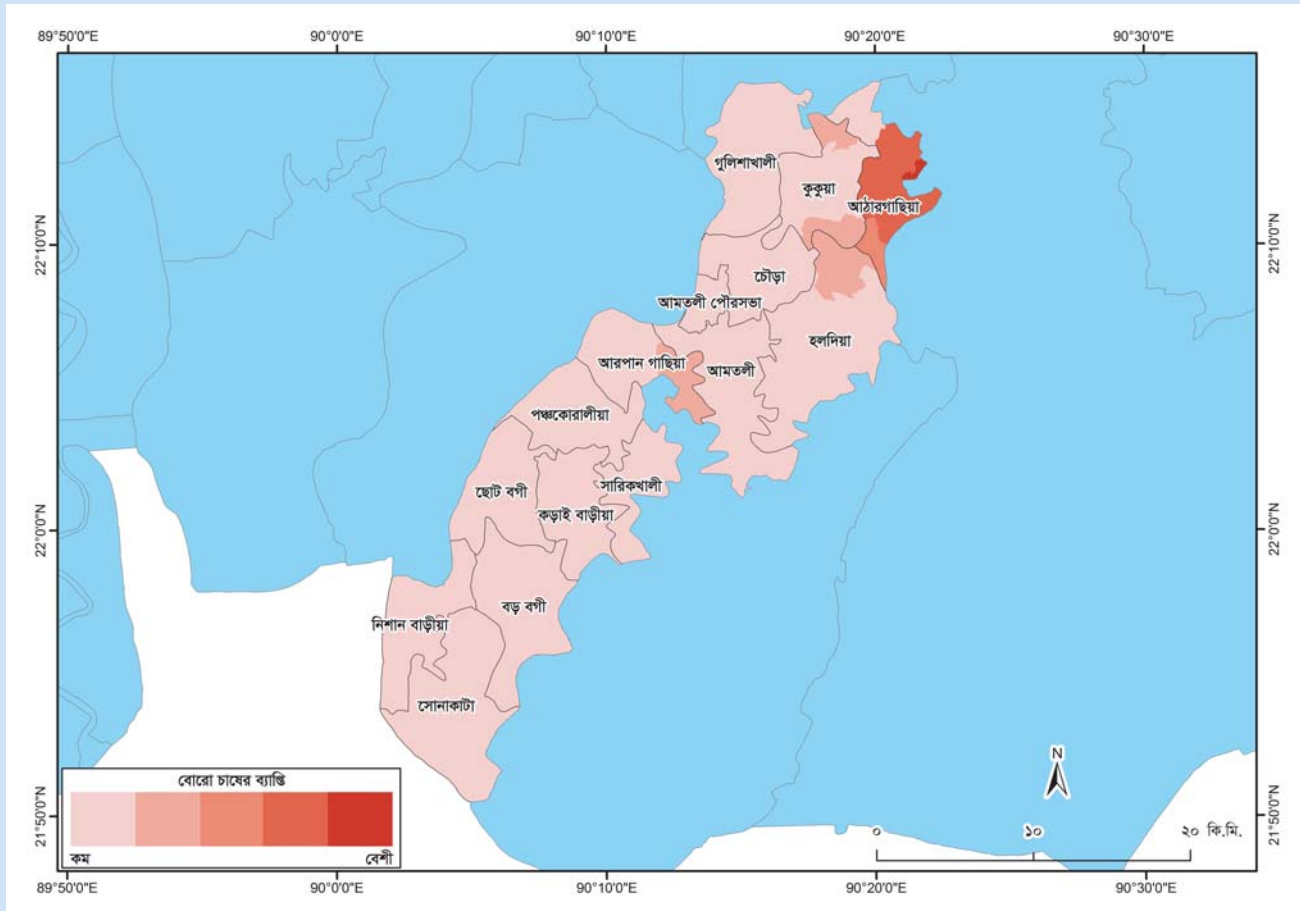 89°50'0"E
90°0'0"E
90°10'0"E
90°20'0"E
90°30'0"E
গুলিশাখালী
কুকুয়া
আঠারগাছিয়া
22°10'0"N
22°10'0"N
চৌড়া
আমতলী পৌরসভা
হলদিয়া
আরপান গাছিয়া
আমতলী
পঞ্চকোরালীয়া
সারিকখালী
ছোট বগী
কড়াই বাড়ীয়া
22°0'0"N
22°0'0"N
বড় বগী
নিশান বাড়ীয়া
সোনাকাটা
N
বোরো চাষের ব্যাপ্তি
কম
বেশী
21°50'0"N
21°50'0"N
০
১০
২০ কি.মি.
89°50'0"E
90°0'0"E
90°10'0"E
90°20'0"E
90°30'0"E